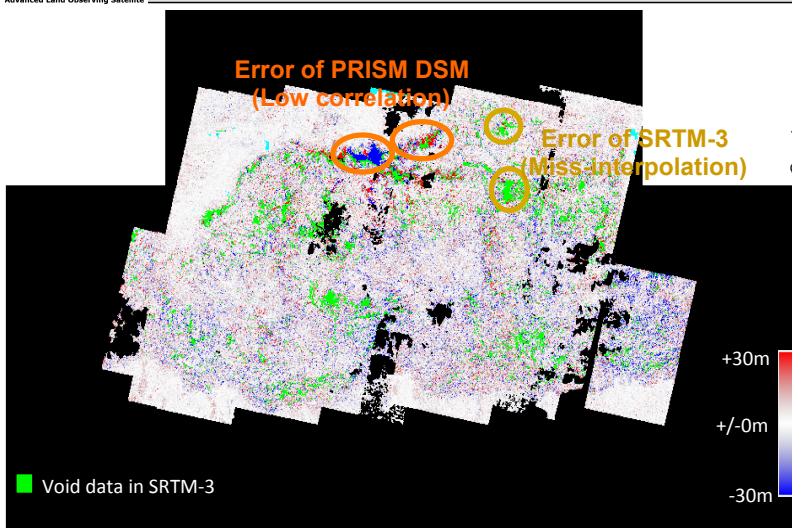 Advanced Land Observing Satellite
Error of PRISM DSM
(Low correlation)
Error of SRTM-3
(Miss-interpolation)
+30m
+/-0m
-30m
Void data in SRTM-3